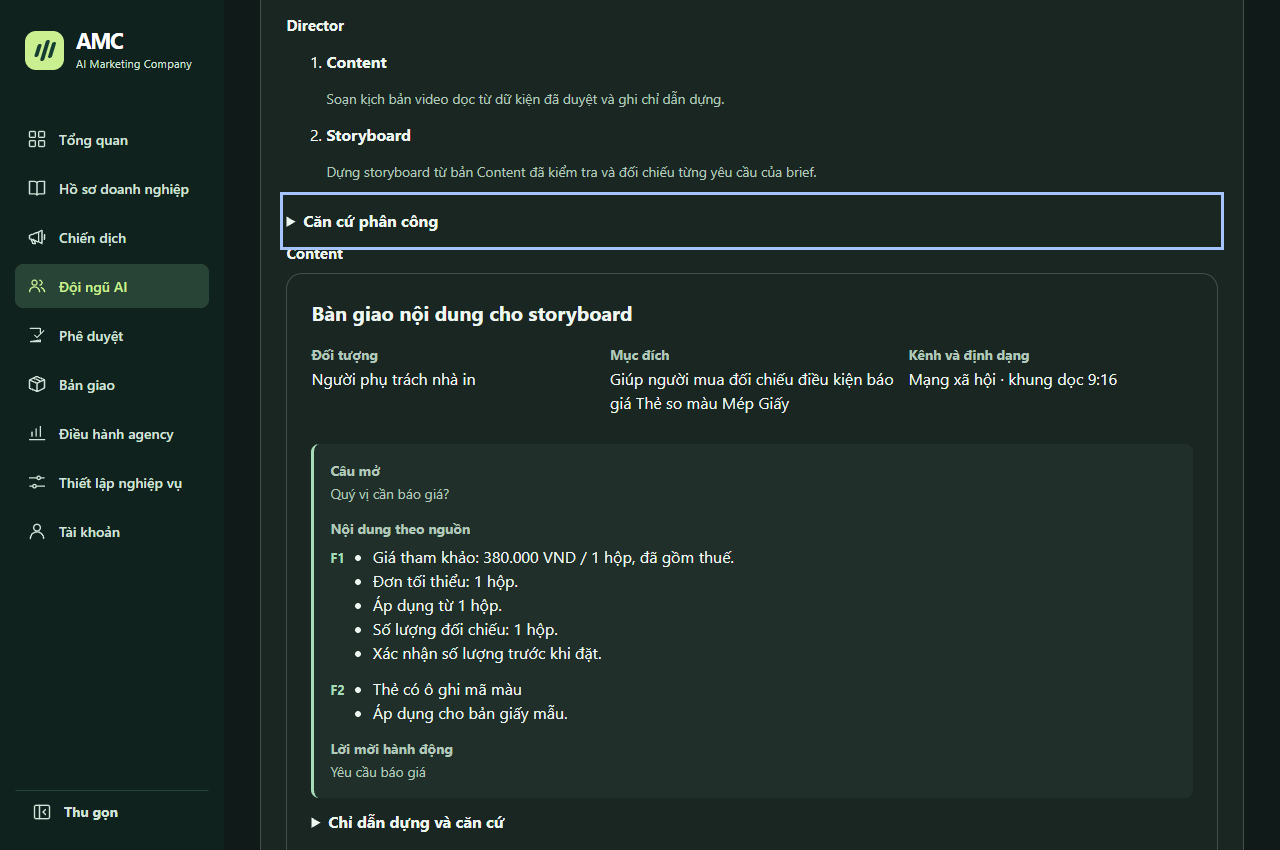 AMC
AI Marketing Company
Tổng quan
Hồ sơ doanh nghiệp
Chiến dịch
Đội ngũ AI
Phê duyệt
Bản giao
Điều hành agency
Thiết lập nghiệp vụ
Tài khoản
Thu gọn
Director
1. Content
Soạn kịch bản video dọc từ dữ kiện đã duyệt và ghi chỉ dẫn dựng.
2. Storyboard
Dựng storyboard từ bản Content đã kiểm tra và đối chiếu từng yêu cầu của brief.
Căn cứ phân công
Content
Bàn giao nội dung cho storyboard
Đối tượng
Người phụ trách nhà in
Mục đích
Giúp người mua đối chiếu điều kiện báo
giá Thẻ so màu Mép Giấy
Kênh và định dạng
Mạng xã hội · khung dọc 9:16
Câu mở
Quý vị cần báo giá?
Nội dung theo nguồn
F1 • Giá tham khảo: 380.000 VND / 1 hộp, đã gồm thuế.
• Đơn tối thiểu: 1 hộp.
• Áp dụng từ 1 hộp.
• Số lượng đối chiếu: 1 hộp.
• Xác nhận số lượng trước khi đặt.
F2 • Thẻ có ô ghi mã màu
• Áp dụng cho bản giấy mẫu.
Lời mời hành động
Yêu cầu báo giá
Chỉ dẫn dựng và căn cứ